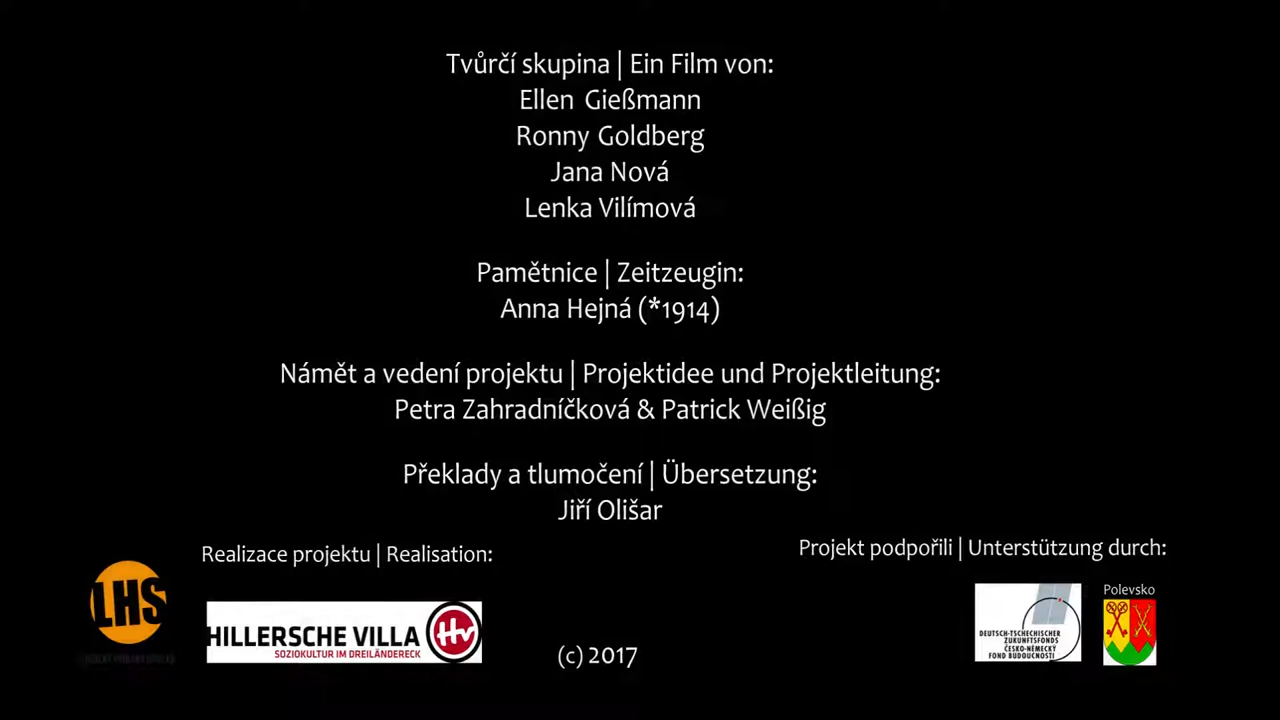 Tvůrčí skupina | Ein Film von:
Ellen Gießmann
Ronny Goldberg
Jana Nová
Lenka Vilímová
Pamětnice | Zeitzeugin:
Anna Hejná (*1914)
Námět a vedení projektu | Projektidee und Projektleitung:
Petra Zahradníčková & Patrick Weißig
Překlady a tlumočení | Übersetzung:
Jiří Olišar
Realizace projektu | Realisation:
LHS
HILLERSCHE VILLA
SOZIOKULTUR IM DREILÄNDERECK
Hv
(c) 2017
Projekt podpořili | Unterstützung durch:
DEUTSCH-TSCHECHISCHER
ZUKUNFTSFONDS
ČESKO-NĚMECKÝ
FOND BUDOUCNOSTI
Polevsko